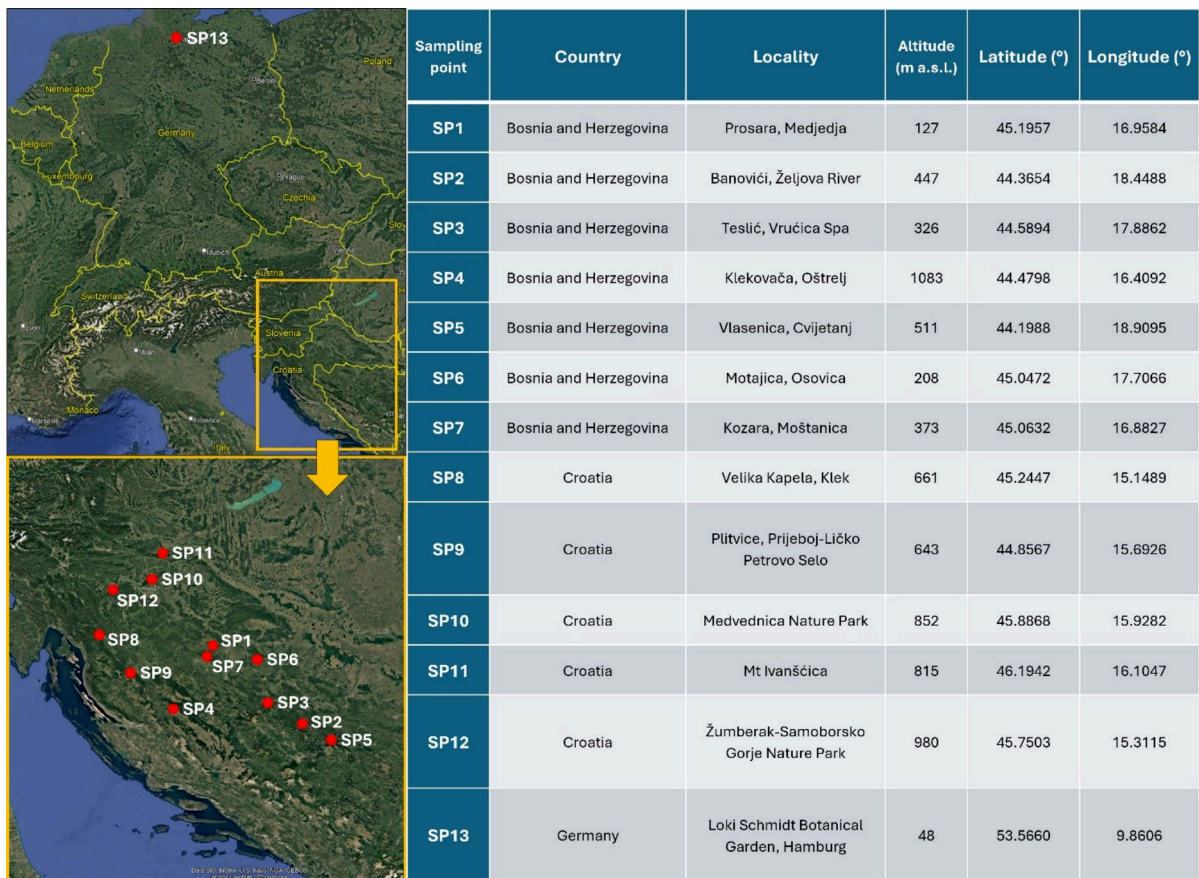 SP13
Poland
Berlin
Netherlands
Germany
Belgium
Luxembourg
Prague
Czechia
Munich
Vienna
Austria
Switzerland
Slovenia
Lyon
Milan
Croatia
Monaco
Marseille
Florence
Italy
SP11
SP10
SP12
SP8
SP1
SP7
SP6
SP9
SP3
SP4
SP2
SP5
Data SIO, NOAA, U.S. Navy, NGA, GEBCO
Sampling point Country Locality Altitude (m a.s.l.) Latitude (°) Longitude (°)
SP1 Bosnia and Herzegovina Prosara, Medjedja 127 45.1957 16.9584
SP2 Bosnia and Herzegovina Banovići, Željova River 447 44.3654 18.4488
SP3 Bosnia and Herzegovina Teslić, Vrućica Spa 326 44.5894 17.8862
SP4 Bosnia and Herzegovina Klekovača, Oštrelj 1083 44.4798 16.4092
SP5 Bosnia and Herzegovina Vlasenica, Cvijetanj 511 44.1988 18.9095
SP6 Bosnia and Herzegovina Motajica, Osovica 208 45.0472 17.7066
SP7 Bosnia and Herzegovina Kozara, Moštanica 373 45.0632 16.8827
SP8 Croatia Velika Kapela, Klek 661 45.2447 15.1489
SP9 Croatia Plitvice, Prijeboj-Ličko Petrovo Selo 643 44.8567 15.6926
SP10 Croatia Medvednica Nature Park 852 45.8868 15.9282
SP11 Croatia Mt Ivanšćica 815 46.1942 16.1047
SP12 Croatia Žumberak-Samoborsko Gorje Nature Park 980 45.7503 15.3115
SP13 Germany Loki Schmidt Botanical Garden, Hamburg 48 53.5660 9.8606